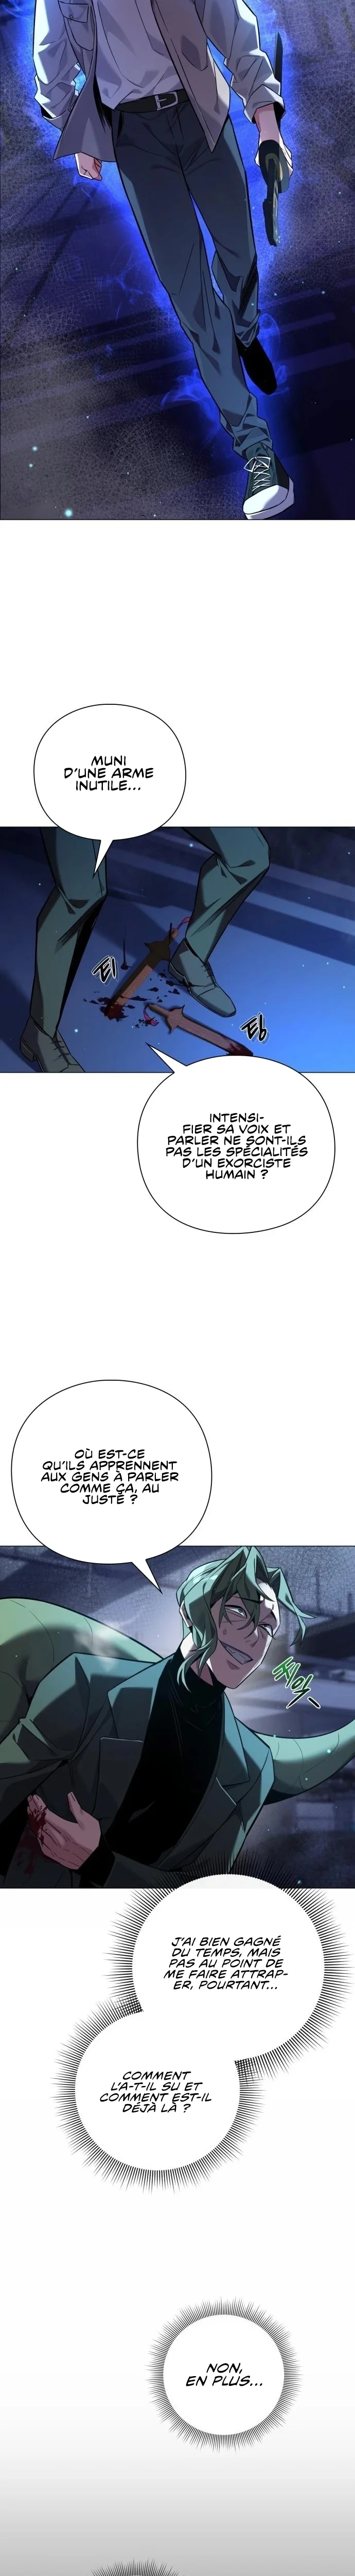 MUNI
D'UNE ARME
INUTILE...
터
텁
INTENSI-
FIER SA VOIX ET
PARLER NE SONT-ILS
PAS LES SPÉCIALITÉS
D'UN EXORCISTE
HUMAIN ?
OÙ EST-CE
QU'ILS APPRENNENT
AUX GENS À PARLER
COMME ÇA, AU
JUSTE ?
J'AI BIEN GAGNÉ
DU TEMPS, MAIS
PAS AU POINT DE
ME FAIRE ATTRAP-
ER, POURTANT...
COMMENT
L'A-T-IL SU ET
COMMENT EST-IL
DÉJÀ LÀ ?
NON,
EN PLUS...